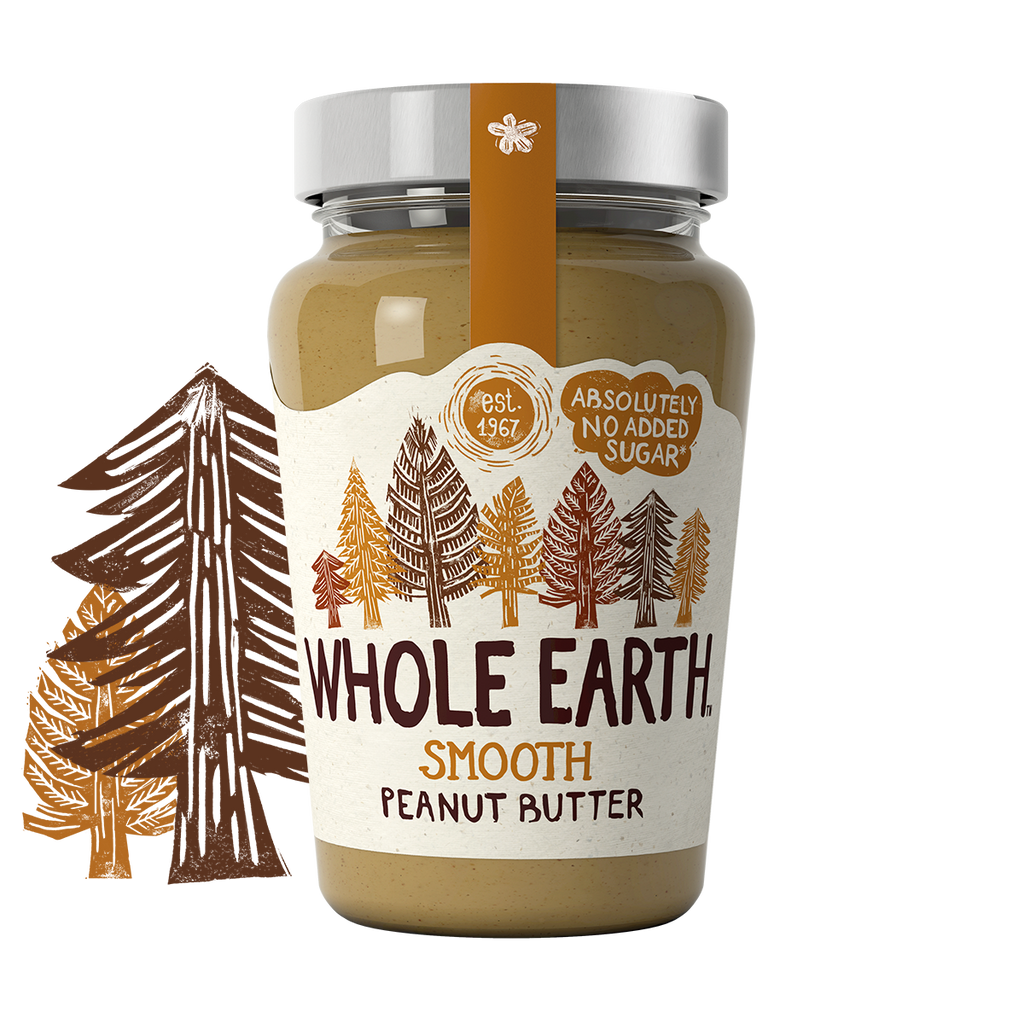 est.
1967
ABSOLUTELY
NO ADDED
SUGAR*
WHOLE EARTH™
SMOOTH
PEANUT BUTTER